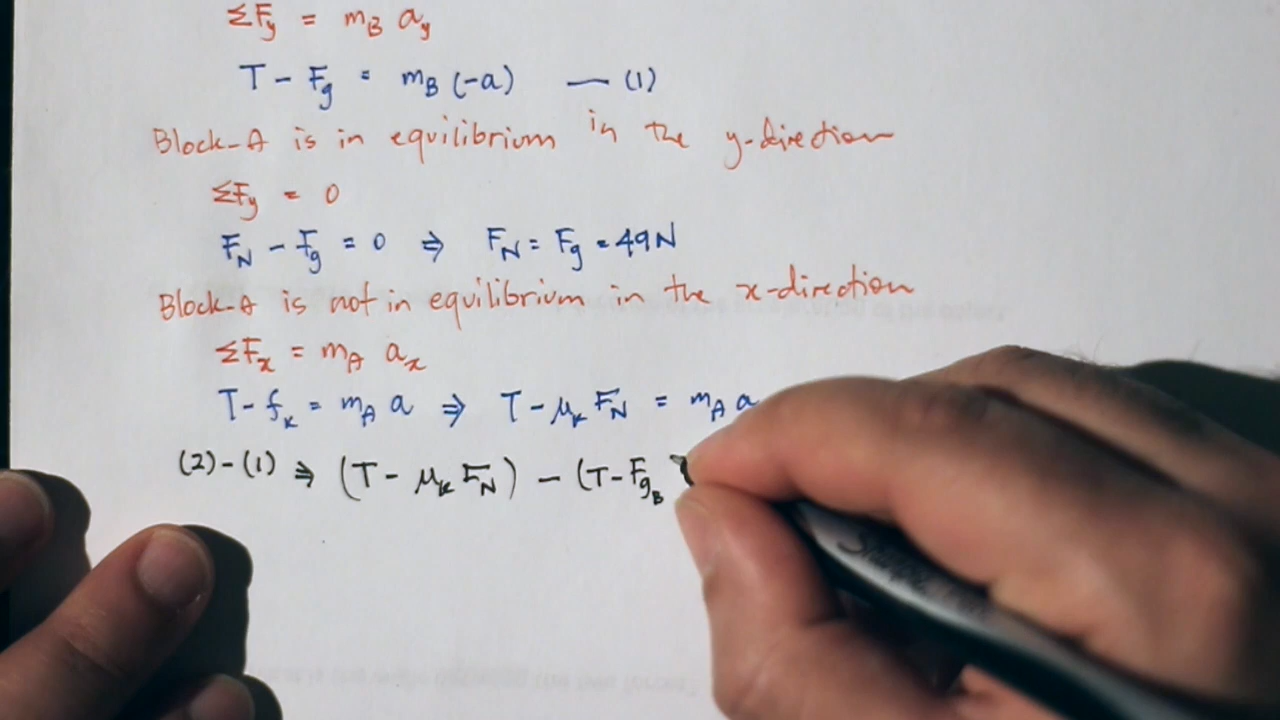 ΣFy = mB ay
T - Fg = mB (-a) — (1)
Block-A is in equilibrium in the y-direction
ΣFy = 0
FN - Fg = 0 ⇒ FN = Fg = 49N
Block-A is not in equilibrium in the x-direction
ΣFx = mA ax
T - fk = mA a ⇒ T - μk FN = mA a
(2)-(1) ⇒ (T - μk FN) - (T - FgB